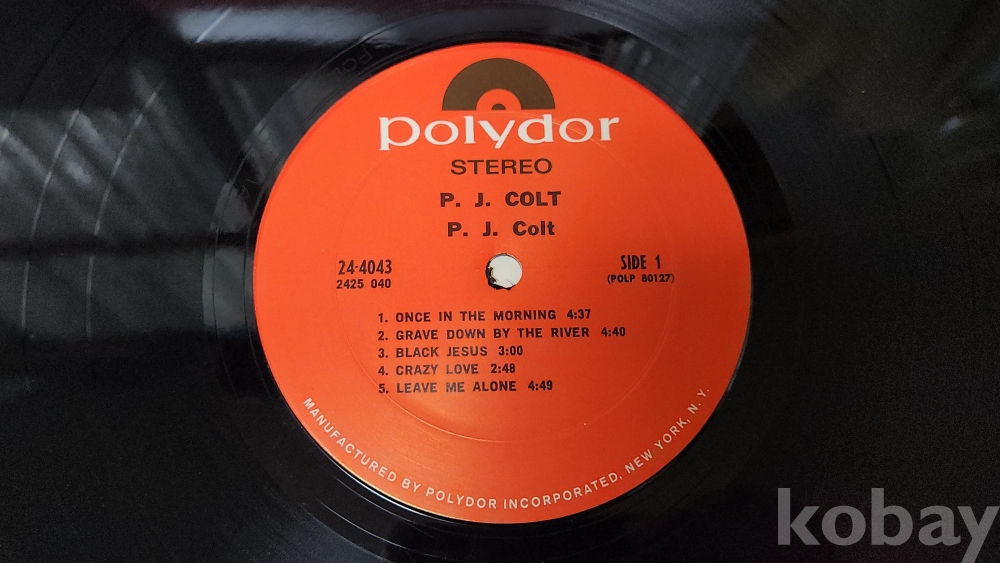 polydor
STEREO
P. J. COLT
P. J. Colt
24-4043
2425 040
SIDE 1
(POLP 80127)
1. ONCE IN THE MORNING 4:37
2. GRAVE DOWN BY THE RIVER 4:40
3. BLACK JESUS 3:00
4. CRAZY LOVE 2:48
5. LEAVE ME ALONE 4:49
MANUFACTURED BY POLYDOR INCORPORATED, NEW YORK, N. Y.
kobay